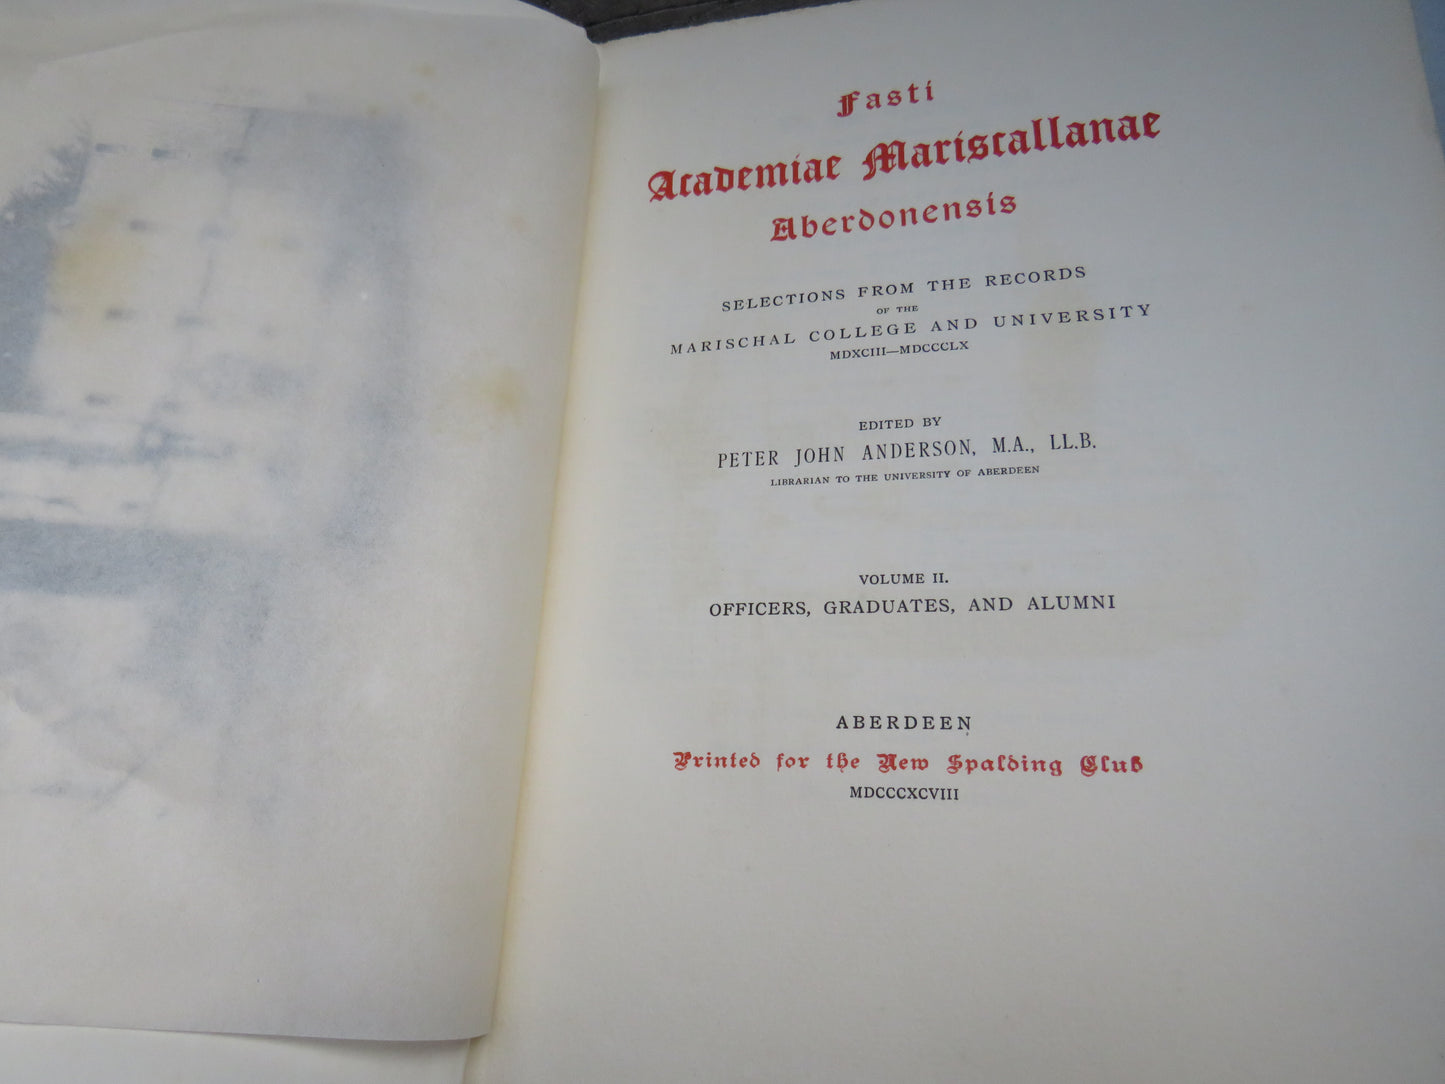 Fasti
Academiae Mariscallanae
Aberdonensis
SELECTIONS FROM THE RECORDS
OF THE
MARISCHAL COLLEGE AND UNIVERSITY
MDXCIII—MDCCCLX
EDITED BY
PETER JOHN ANDERSON, M.A., LL.B.
LIBRARIAN TO THE UNIVERSITY OF ABERDEEN
VOLUME II.
OFFICERS, GRADUATES, AND ALUMNI
ABERDEEN
Printed for the New Spalding Club
MDCCCXCVIII